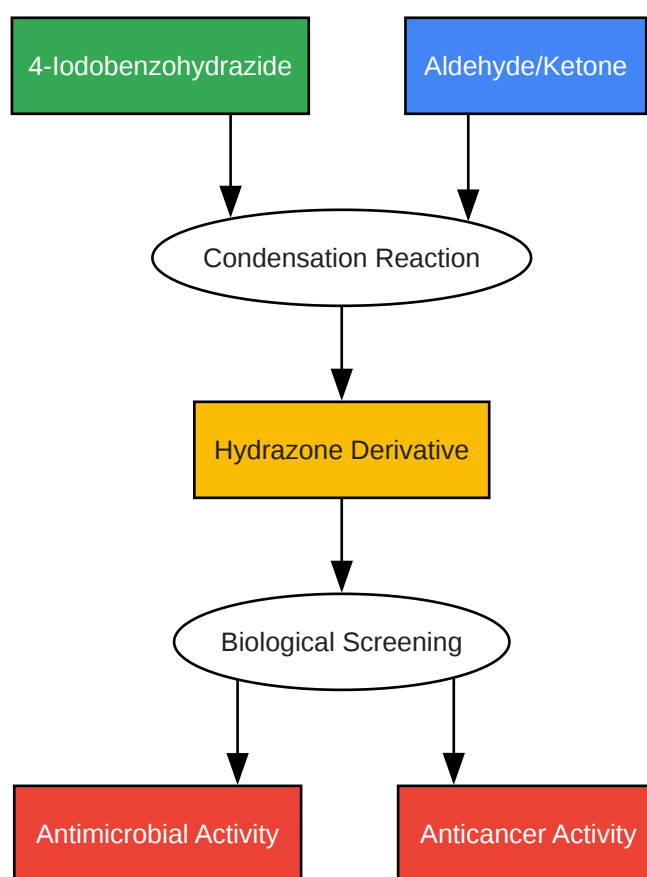 4-Iodobenzohydrazide
Aldehyde/Ketone
Condensation Reaction
Hydrazone Derivative
Biological Screening
Antimicrobial Activity
Anticancer Activity